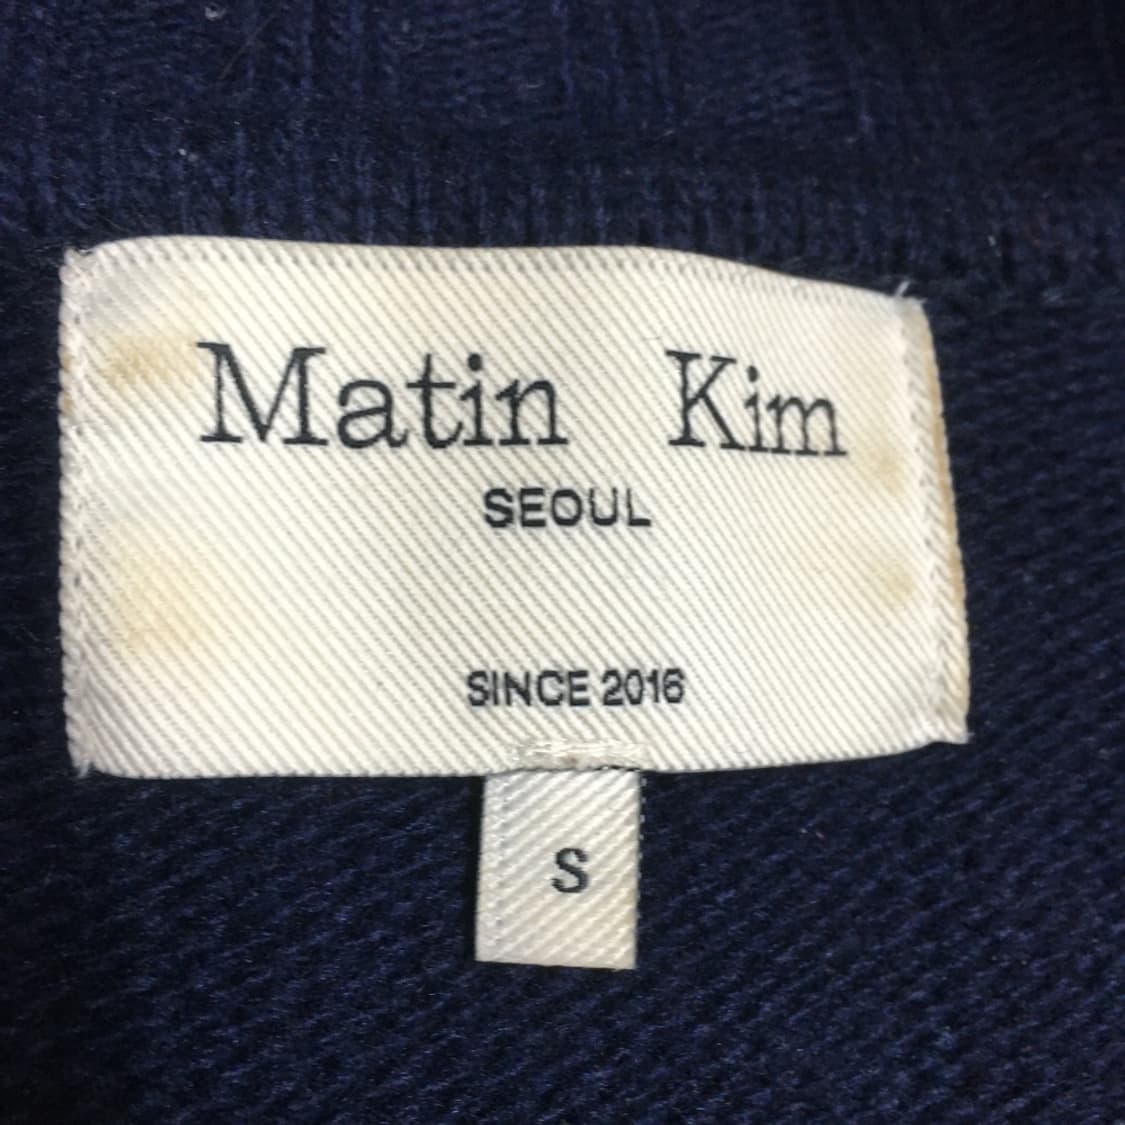 Matin Kim
SEOUL
SINCE 2016
S